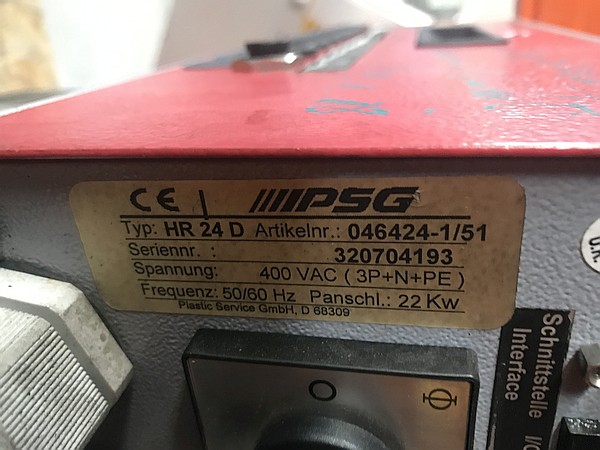 CE PSG
Typ: HR 24 D Artikelnr.: 046424-1/51
Seriennr. : 320704193
Spannung: 400 VAC ( 3P+N+PE )
Frequenz: 50/60 Hz Panschl.: 22 Kw
Plastic Service GmbH, D 68309
O
Schnittstelle
Interface